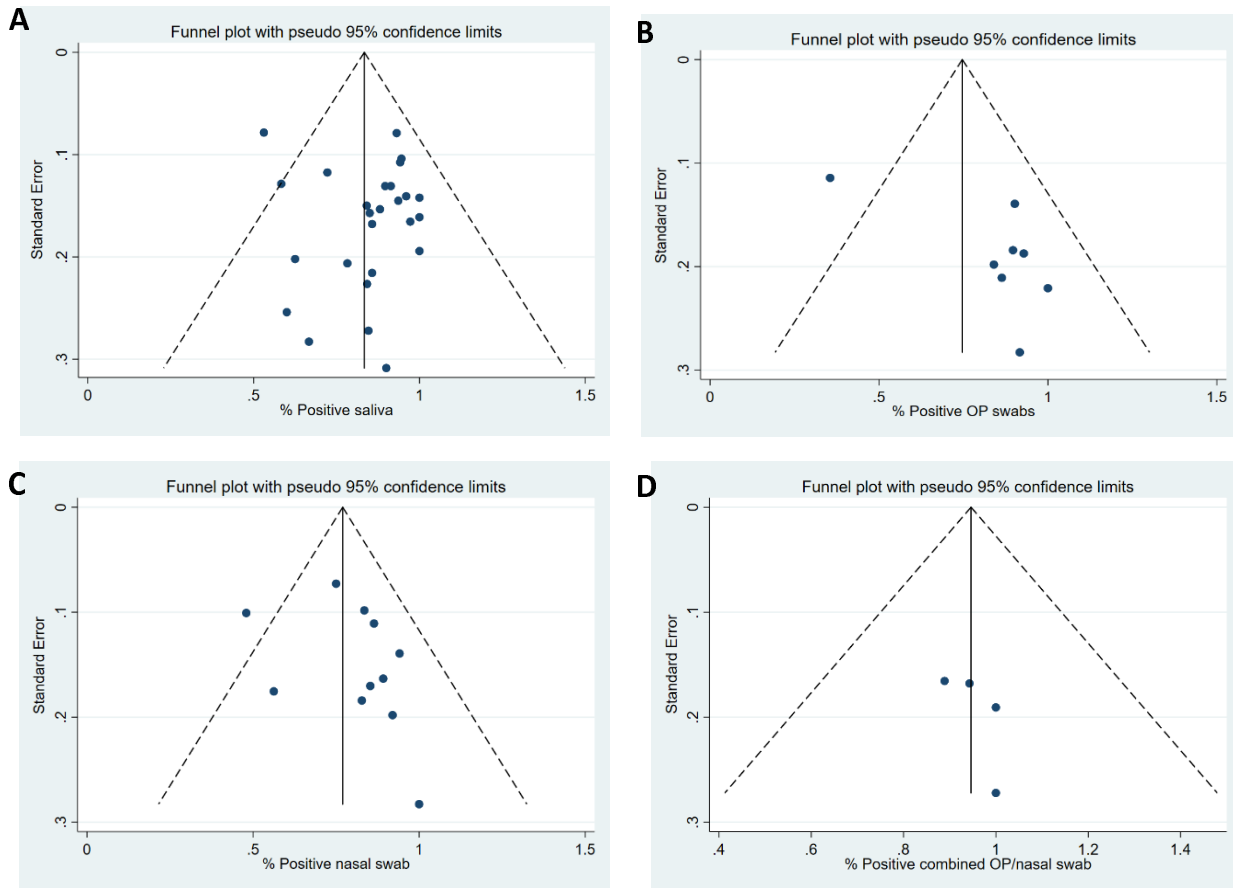 A
Funnel plot with pseudo 95% confidence limits
0
.1
.2
.3
Standard Error
0
.5
1
1.5
% Positive saliva
B
Funnel plot with pseudo 95% confidence limits
0
.1
.2
.3
Standard Error
0
.5
1
1.5
% Positive OP swabs
C
Funnel plot with pseudo 95% confidence limits
0
.1
.2
.3
Standard Error
0
.5
1
1.5
% Positive nasal swab
D
Funnel plot with pseudo 95% confidence limits
0
.1
.2
.3
Standard Error
.4
.6
.8
1
1.2
1.4
% Positive combined OP/nasal swab